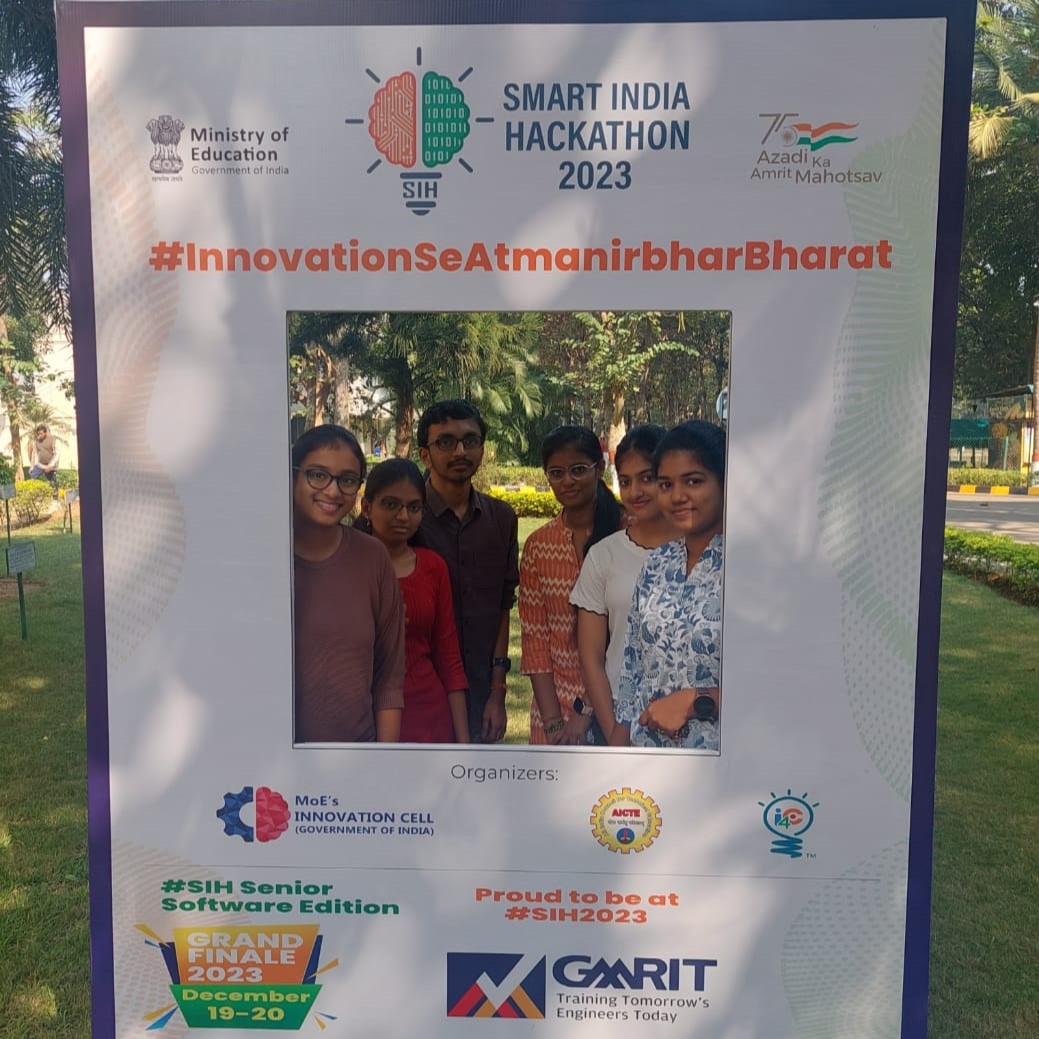 Ministry of
Education
Government of India
SIH
SMART INDIA
HACKATHON
2023
75
Azadi Ka
Amrit Mahotsav
#InnovationSeAtmanirbharBharat
Organizers:
MoE's
INNOVATION CELL
(GOVERNMENT OF INDIA)
AICTE
i4C
TM
#SIH Senior
Software Edition
GRAND
FINALE
2023
December
19-20
Proud to be at
#SIH2023
GMRIT
Training Tomorrow's
Engineers Today